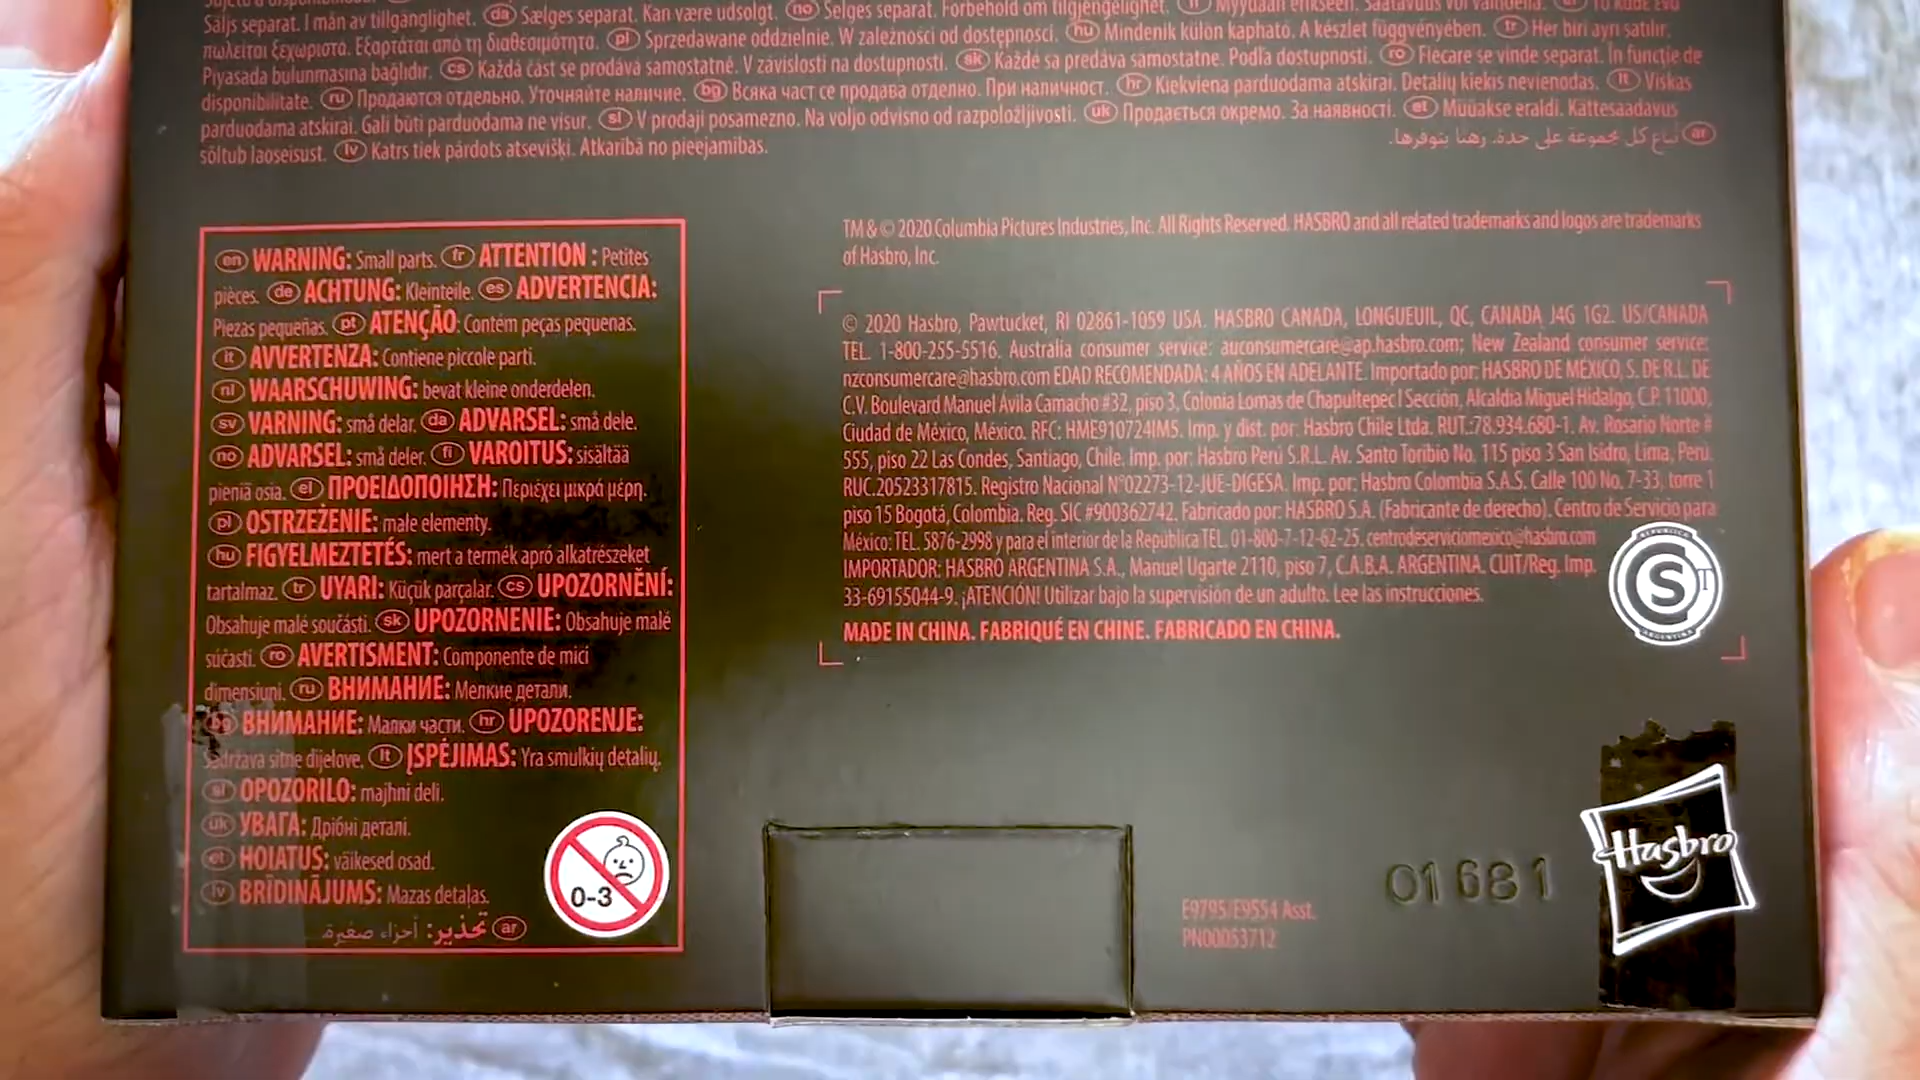 Säljs separat. I mån av tillgänglighet. da Sælges separat. Kan være udsolgt. no Selges separat. Forbehold om tilgjengelighet. fi Myydään erikseen. Saatavuus voi vaihdella.
πωλείται ξεχωριστά. Εξαρτάται από τη διαθεσιμότητα. pl Sprzedawane oddzielnie. W zależności od dostępności. hu Mindenik külön kapható. A készlet függvényében. tr Her biri ayrı satılır.
Piyasada bulunmasına bağlıdır. cs Každá část se prodává samostatně. V závislosti na dostupnosti. sk Každé sa predáva samostatne. Podľa dostupnosti. ro Fiecare se vinde separat. În funcţie de
disponibilitate. ru Продаются отдельно. Уточняйте наличие. bg Всяка част се продава отделно. При наличност. hr Kiekviena parduodama atskirai. Detalių kiekis nevienodas. lt Viskas
parduodama atskirai. Gali būti parduodama ne visur. sl V prodaji posamezno. Na voljo odvisno od razpoložljivosti. uk Продається окремо. За наявності. et Müüakse eraldi. Kättesaadavus
sõltub laoseisust. lv Katrs tiek pārdots atsevišķi. Atkarībā no pieejamības.
ar تُباع كل مجموعة على حدة. رهنًا بتوفرها.
en WARNING: Small parts. fr ATTENTION : Petites
pièces. de ACHTUNG: Kleinteile. es ADVERTENCIA:
Piezas pequeñas. pt ATENÇÃO: Contém peças pequenas.
it AVVERTENZA: Contiene piccole parti.
nl WAARSCHUWING: bevat kleine onderdelen.
sv VARNING: små delar. da ADVARSEL: små dele.
no ADVARSEL: små deler. fi VAROITUS: sisältää
pieniä osia. el ΠΡΟΕΙΔΟΠΟΙΗΣΗ: Περιέχει μικρά μέρη.
pl OSTRZEŻENIE: małe elementy.
hu FIGYELMEZTETÉS: mert a termék apró alkatrészeket
tartalmaz. tr UYARI: Küçük parçalar. cs UPOZORNĚNÍ:
Obsahuje malé součásti. sk UPOZORNENIE: Obsahuje malé
súčasti. ro AVERTISMENT: Componente de mici
dimensiuni. ru ВНИМАНИЕ: Мелкие детали.
bg ВНИМАНИЕ: Малки части. hr UPOZORENJE:
Sadržava sitne dijelove. lt ĮSPĖJIMAS: Yra smulkių detalių.
sl OPOZORILO: majhni deli.
uk УВАГА: Дрібні деталі.
et HOIATUS: väikesed osad.
lv BRĪDINĀJUMS: Mazas detaļas.
ar تحذير: أجزاء صغيرة.
0-3
TM & © 2020 Columbia Pictures Industries, Inc. All Rights Reserved. HASBRO and all related trademarks and logos are trademarks
of Hasbro, Inc.
© 2020 Hasbro, Pawtucket, RI 02861-1059 USA. HASBRO CANADA, LONGUEUIL, QC, CANADA J4G 1G2. US/CANADA
TEL. 1-800-255-5516. Australia consumer service: auconsumercare@ap.hasbro.com; New Zealand consumer service:
nzconsumercare@hasbro.com EDAD RECOMENDADA: 4 AÑOS EN ADELANTE. Importado por: HASBRO DE MÉXICO, S. DE R.L. DE
C.V. Boulevard Manuel Ávila Camacho #32, piso 3, Colonia Lomas de Chapultepec I Sección, Alcaldía Miguel Hidalgo, C.P. 11000,
Ciudad de México, México. RFC: HME910724IM5. Imp. y dist. por: Hasbro Chile Ltda. RUT.:78.934.680-1. Av. Rosario Norte #
555, piso 22 Las Condes, Santiago, Chile. Imp. por: Hasbro Perú S.R.L. Av. Santo Toribio No. 115 piso 3 San Isidro, Lima, Perú.
RUC.20523317815. Registro Nacional N°02273-12-JUE-DIGESA. Imp. por: Hasbro Colombia S.A.S. Calle 100 No. 7-33, torre 1
piso 15 Bogotá, Colombia. Reg. SIC #900362742. Fabricado por: HASBRO S.A. (Fabricante de derecho). Centro de Servicio para
México: TEL. 5876-2998 y para el interior de la República TEL. 01-800-7-12-62-25, centrodeserviciomexico@hasbro.com
IMPORTADOR: HASBRO ARGENTINA S.A., Manuel Ugarte 2110, piso 7, C.A.B.A. ARGENTINA. CUIT/Reg. Imp.
33-69155044-9. ¡ATENCIÓN! Utilizar bajo la supervisión de un adulto. Lee las instrucciones.
MADE IN CHINA. FABRIQUÉ EN CHINE. FABRICADO EN CHINA.
S
T
ARGENTINA
01681
Hasbro
E9795/E9554 Asst.
PN00053712